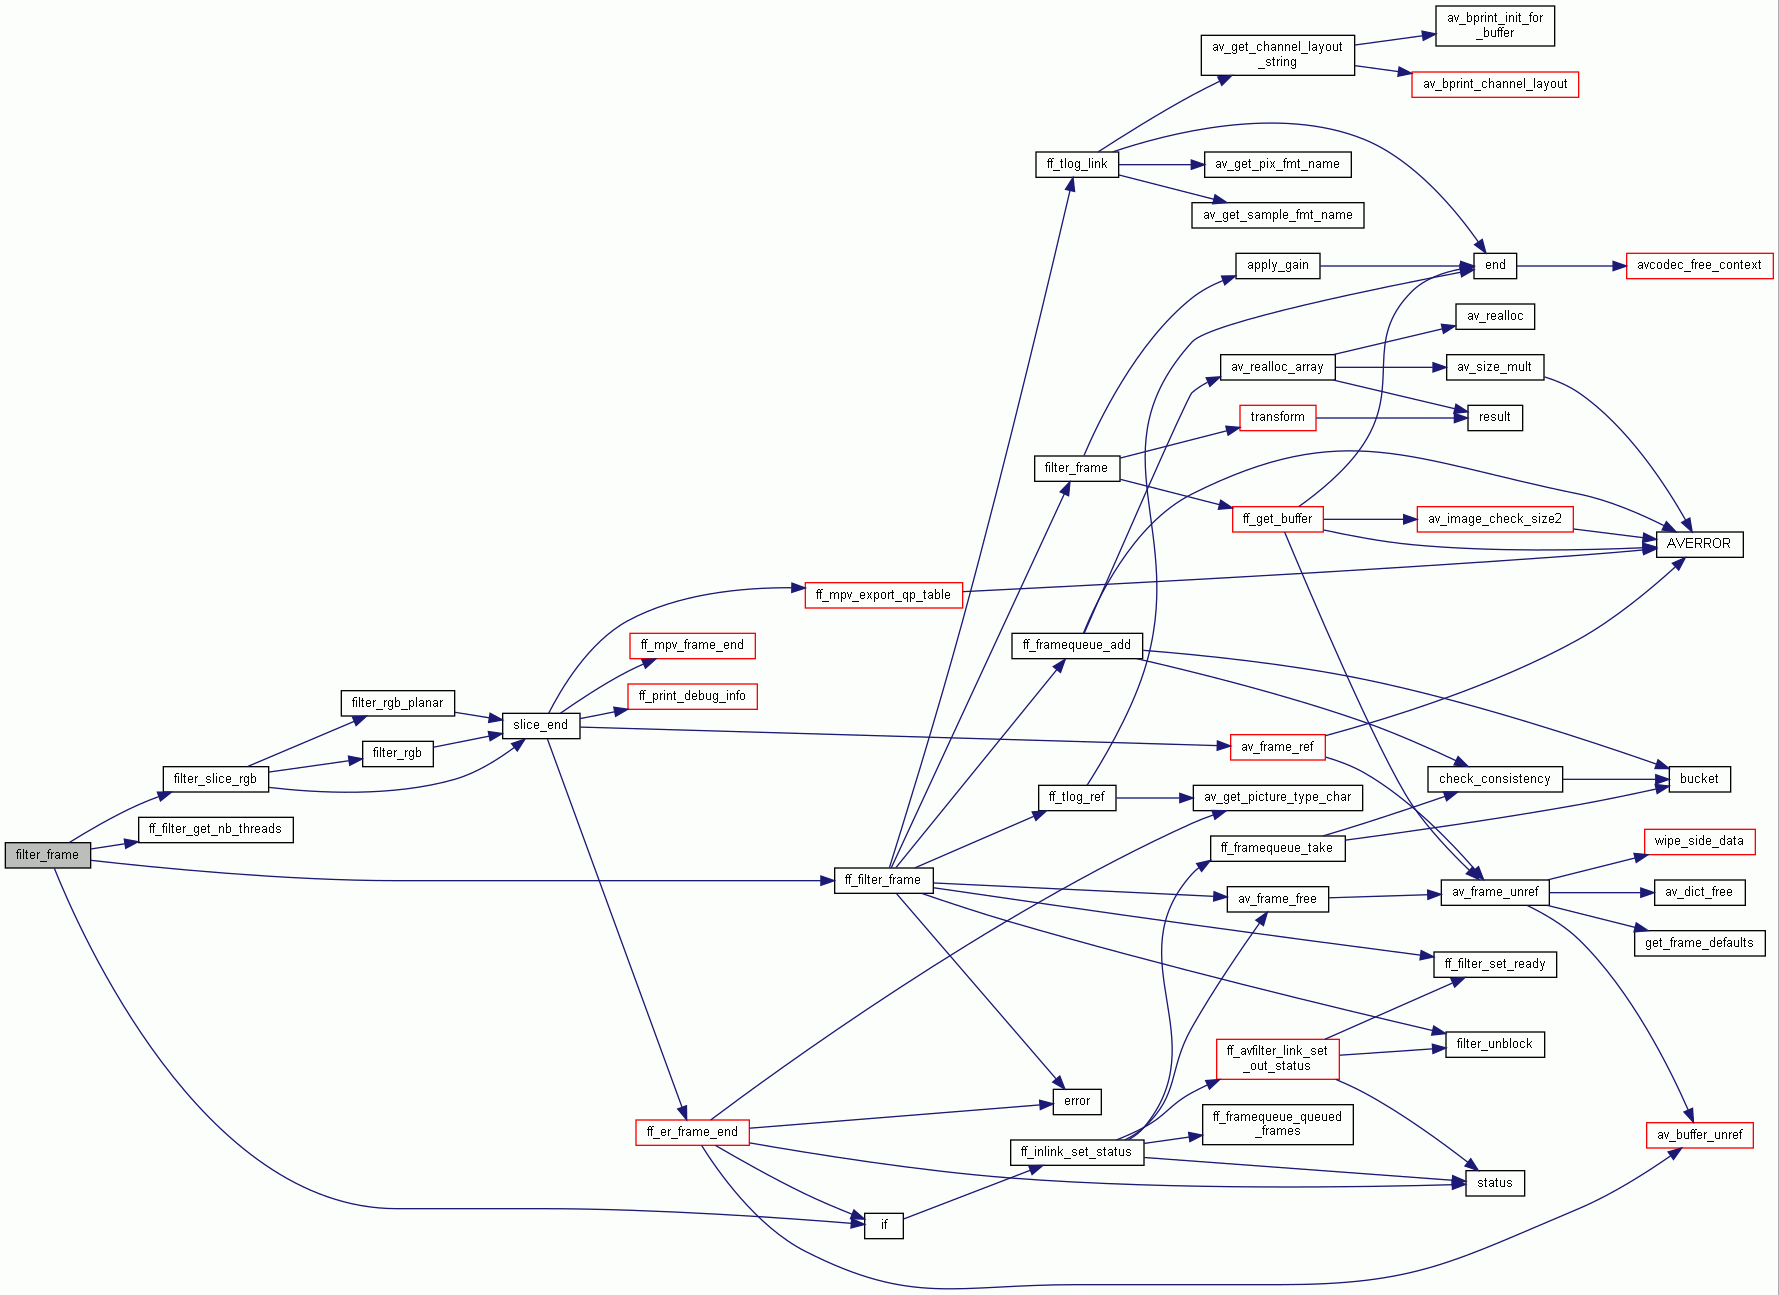 av_bprint_init_for
_buffer
av_get_channel_layout
_string
av_bprint_channel_layout
ff_tlog_link
av_get_pix_fmt_name
av_get_sample_fmt_name
apply_gain
end
avcodec_free_context
av_realloc
av_realloc_array
av_size_mult
transform
result
filter_frame
ff_get_buffer
av_image_check_size2
AVERROR
ff_mpv_export_qp_table
ff_mpv_frame_end
ff_framequeue_add
ff_print_debug_info
filter_rgb_planar
slice_end
filter_rgb
av_frame_ref
filter_slice_rgb
check_consistency
bucket
ff_tlog_ref
av_get_picture_type_char
ff_filter_get_nb_threads
filter_frame
ff_framequeue_take
wipe_side_data
ff_filter_frame
av_frame_free
av_frame_unref
av_dict_free
get_frame_defaults
ff_filter_set_ready
filter_unblock
ff_avfilter_link_set
_out_status
error
ff_framequeue_queued
_frames
ff_er_frame_end
av_buffer_unref
ff_inlink_set_status
status
if